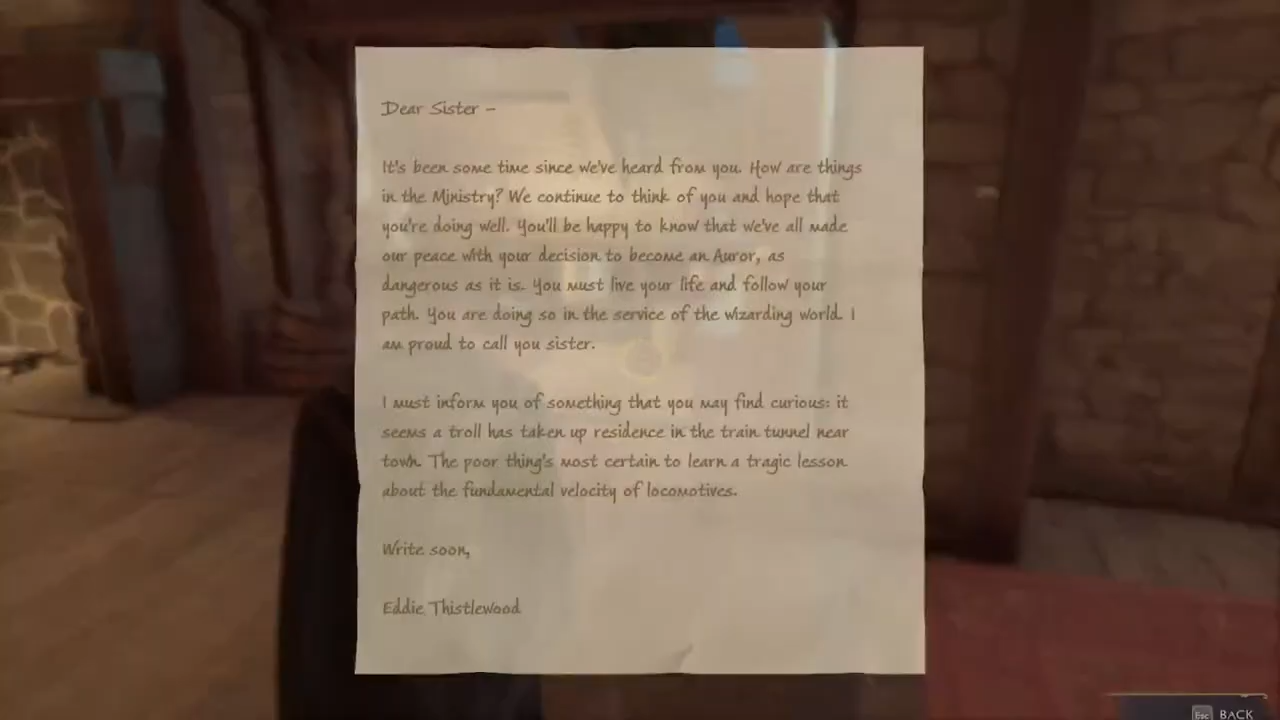 Dear Sister –
It's been some time since we've heard from you. How are things
in the Ministry? We continue to think of you and hope that
you're doing well. You'll be happy to know that we've all made
our peace with your decision to become an Auror, as
dangerous as it is. You must live your life and follow your
path. You are doing so in the service of the wizarding world. I
am proud to call you sister.
I must inform you of something that you may find curious: it
seems a troll has taken up residence in the train tunnel near
town. The poor thing's most certain to learn a tragic lesson
about the fundamental velocity of locomotives.
Write soon,
Eddie Thistlewood
Esc BACK